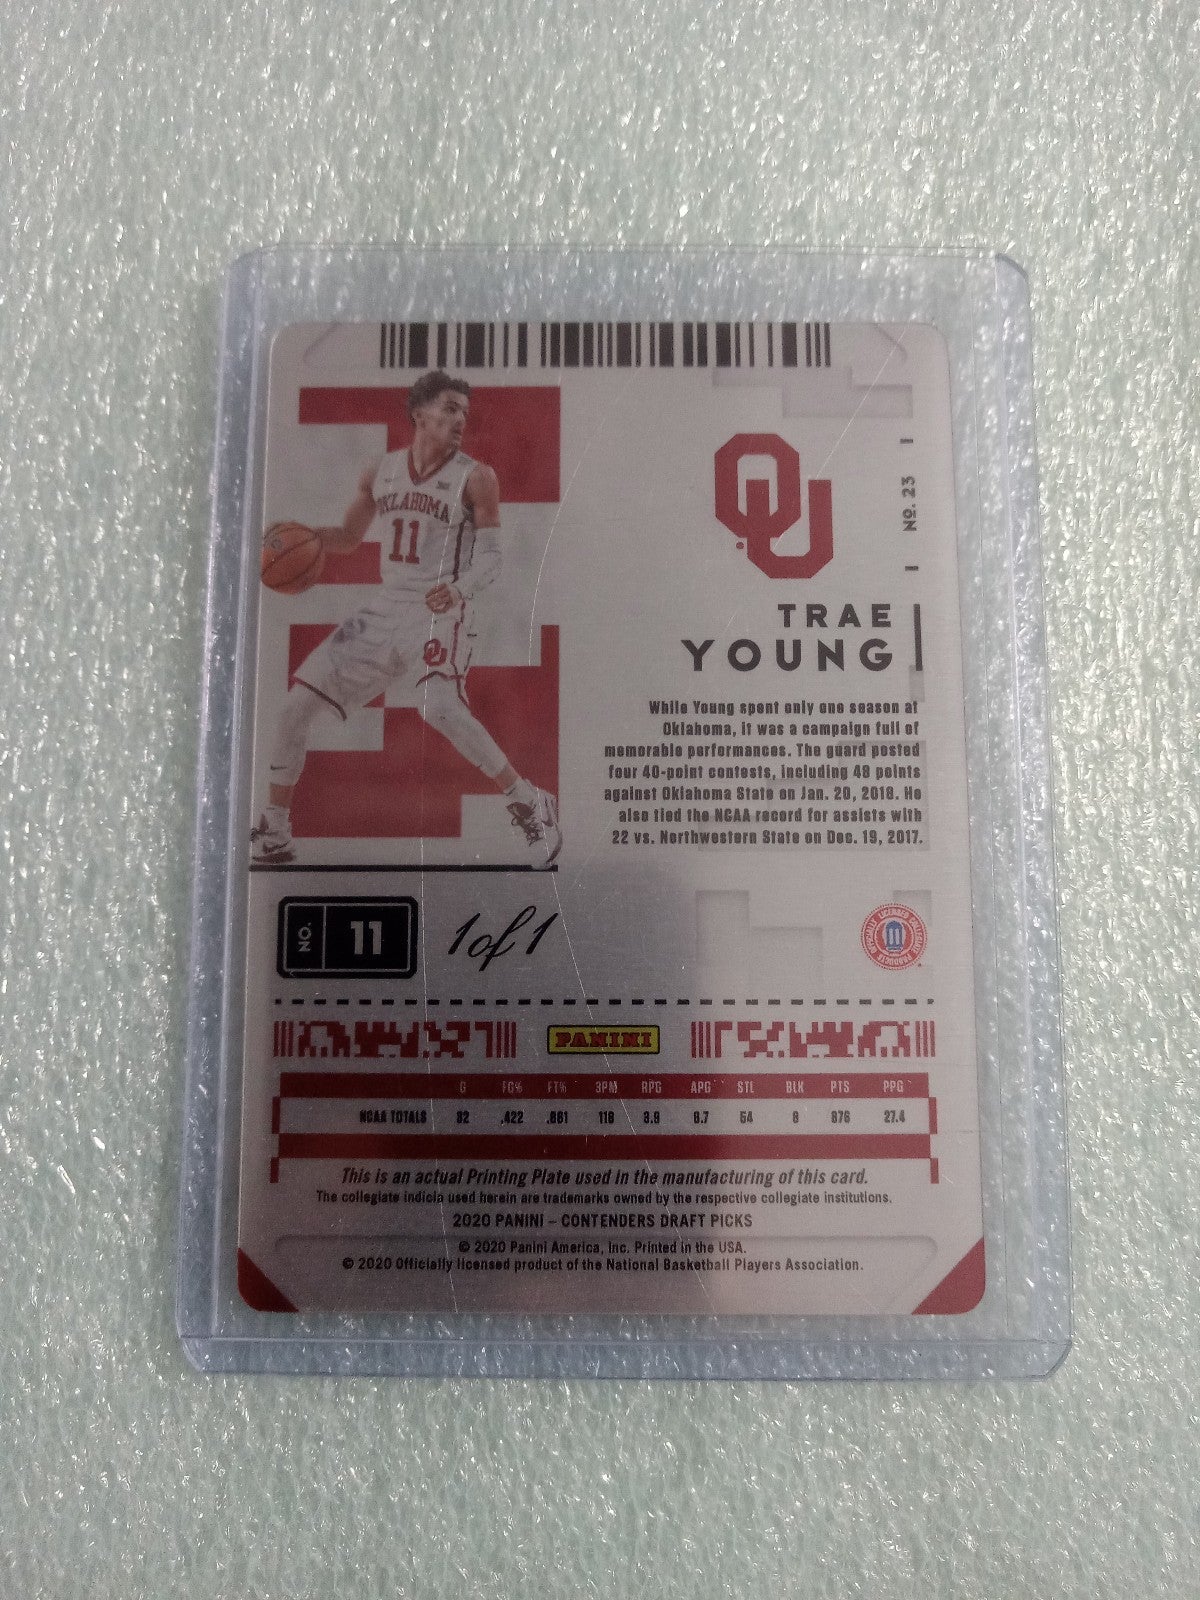 OKLAHOMA
11
OU
OU
No. 23
TRAE
YOUNG
While Young spent only one season at
Oklahoma, it was a campaign full of
memorable performances. The guard posted
four 40-point contests, including 48 points
against Oklahoma State on Jan. 20, 2018. He
also tied the NCAA record for assists with
22 vs. Northwestern State on Dec. 19, 2017.
NO. 11
1 of 1
OFFICIALLY LICENSED COLLEGIATE PRODUCTS
PANINI
G FG% FT% 3PM RPG APG STL BLK PTS PPG
NCAA TOTALS 32 .422 .861 118 3.9 8.7 54 8 876 27.4
This is an actual Printing Plate used in the manufacturing of this card.
The collegiate indicia used herein are trademarks owned by the respective collegiate institutions.
2020 PANINI – CONTENDERS DRAFT PICKS
© 2020 Panini America, Inc. Printed in the USA.
© 2020 Officially licensed product of the National Basketball Players Association.